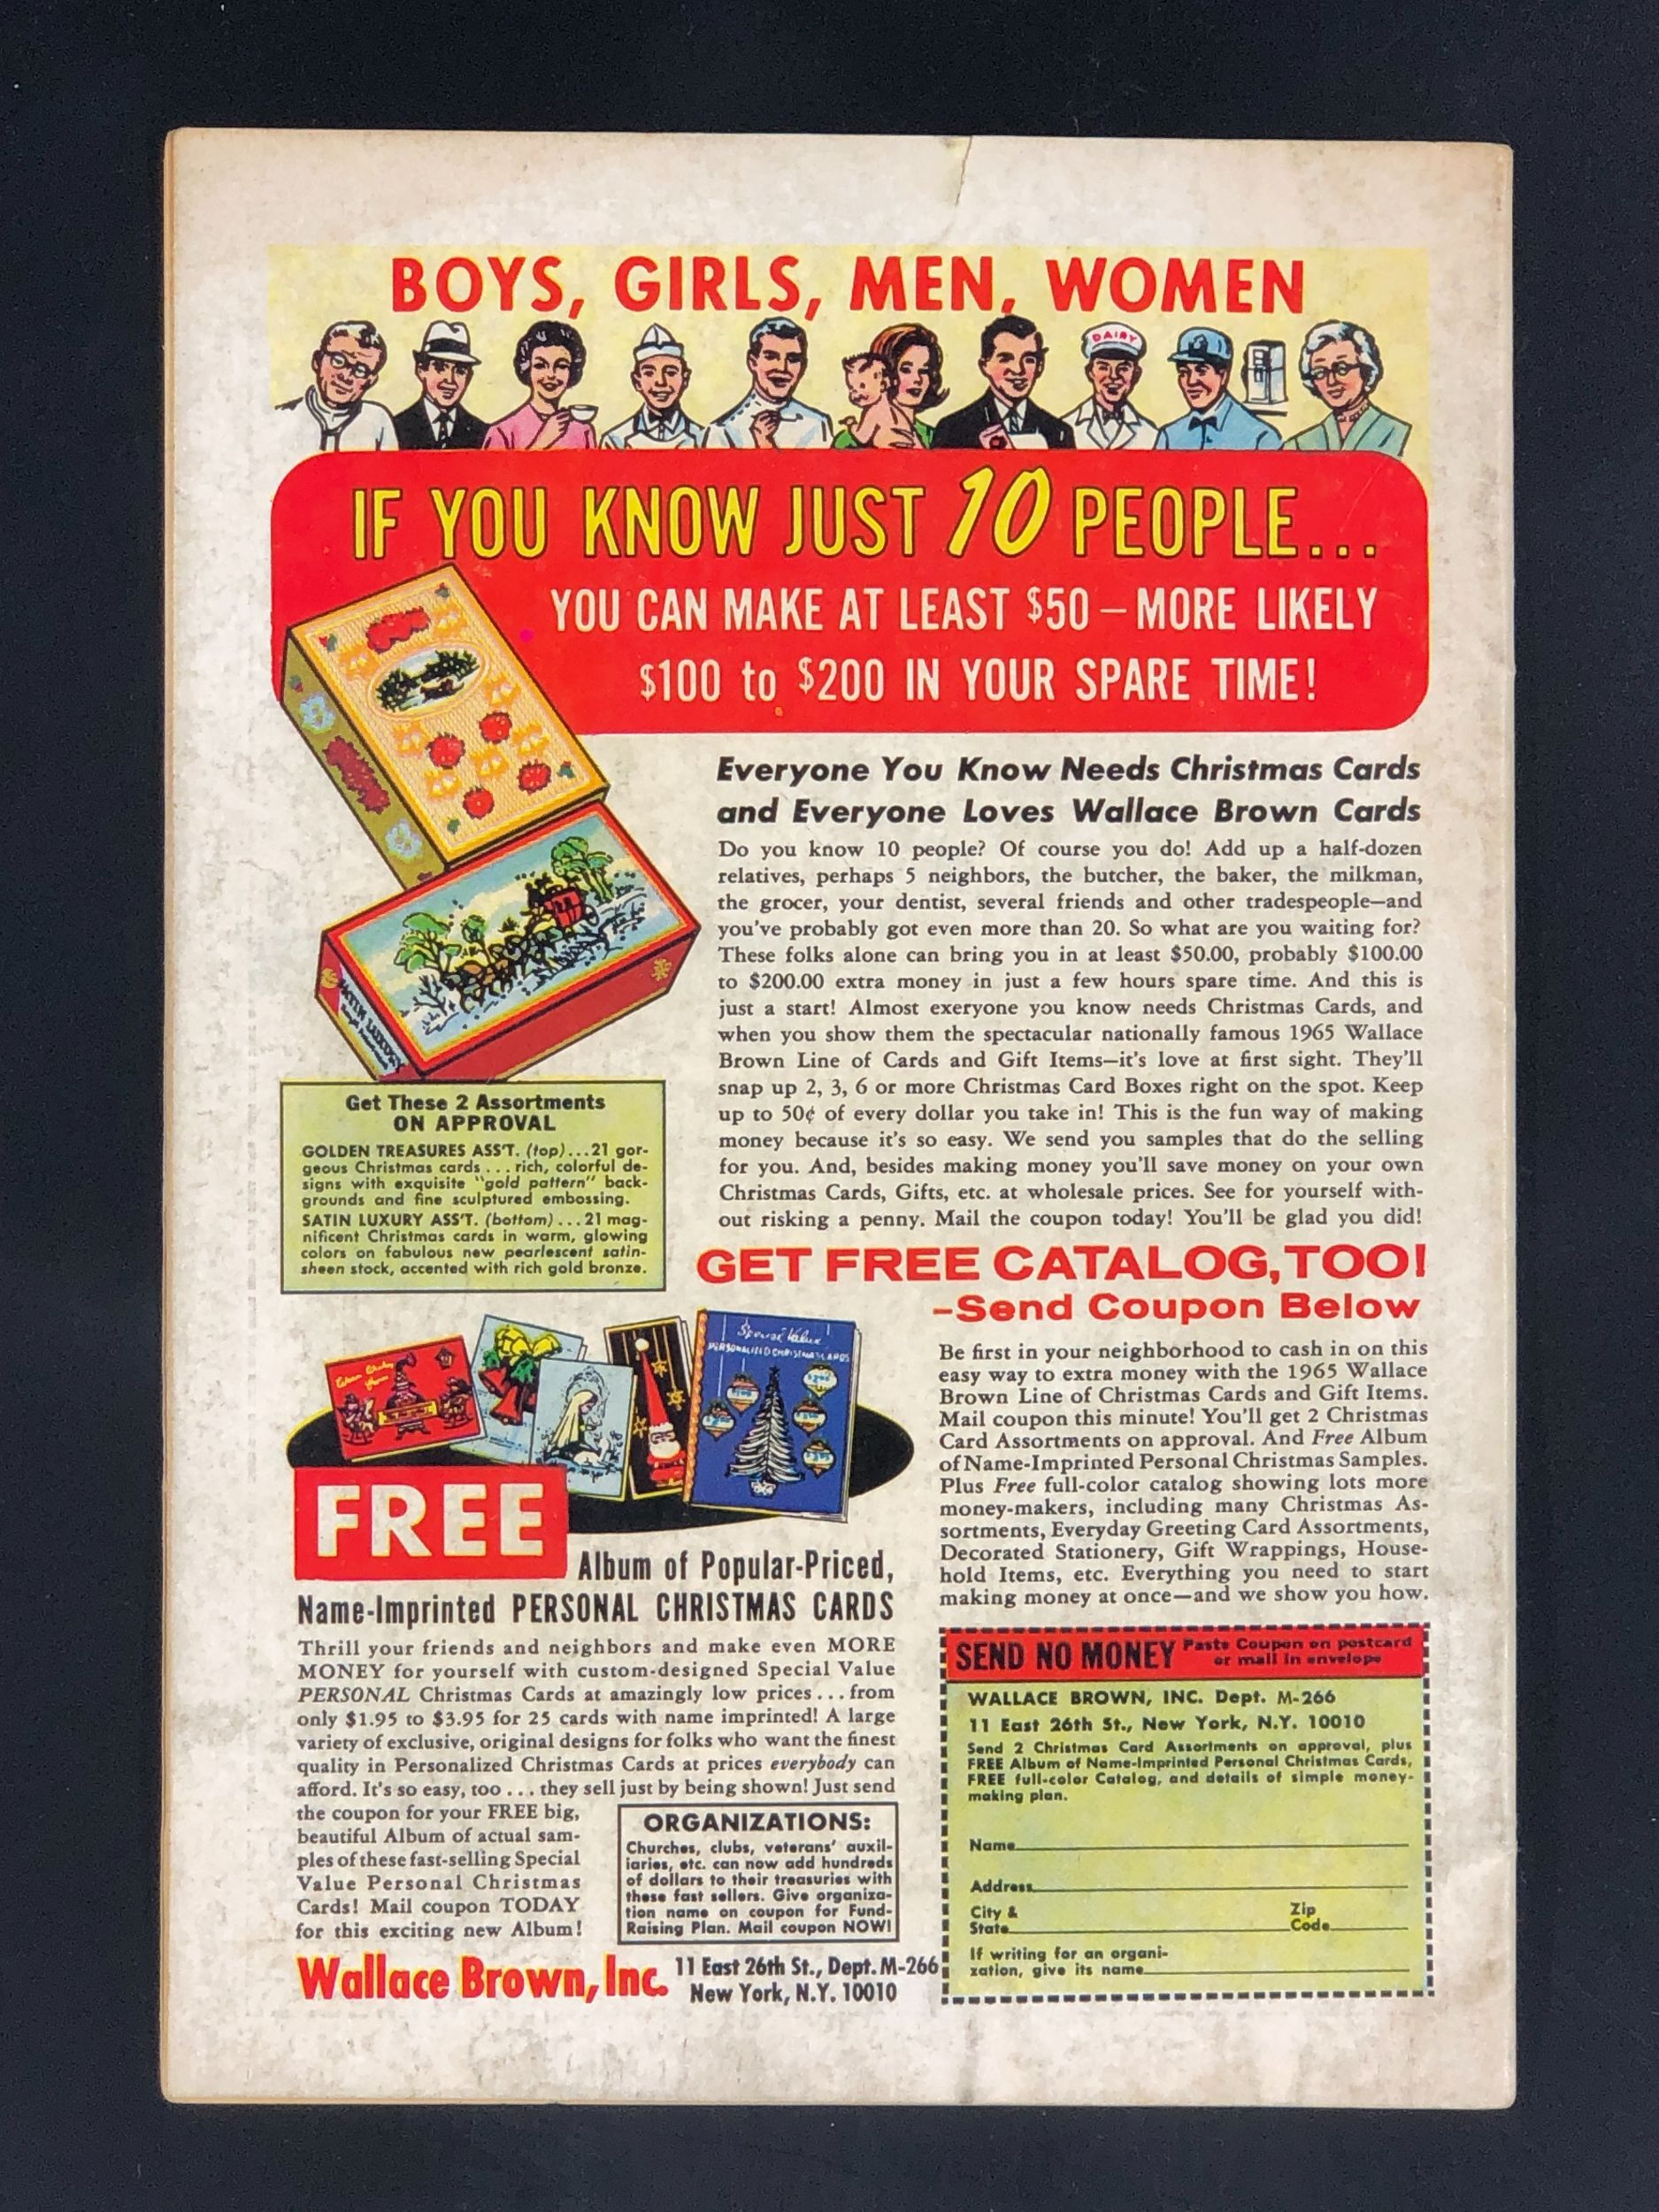 BOYS, GIRLS, MEN, WOMEN
DAIRY
IF YOU KNOW JUST 10 PEOPLE...
YOU CAN MAKE AT LEAST $50 – MORE LIKELY
$100 to $200 IN YOUR SPARE TIME!
Everyone You Know Needs Christmas Cards
and Everyone Loves Wallace Brown Cards
Do you know 10 people? Of course you do! Add up a half-dozen
relatives, perhaps 5 neighbors, the butcher, the baker, the milkman,
the grocer, your dentist, several friends and other tradespeople—and
you've probably got even more than 20. So what are you waiting for?
These folks alone can bring you in at least $50.00, probably $100.00
to $200.00 extra money in just a few hours spare time. And this is
just a start! Almost exeryone you know needs Christmas Cards, and
when you show them the spectacular nationally famous 1965 Wallace
Brown Line of Cards and Gift Items—it's love at first sight. They'll
snap up 2, 3, 6 or more Christmas Card Boxes right on the spot. Keep
up to 50¢ of every dollar you take in! This is the fun way of making
money because it's so easy. We send you samples that do the selling
for you. And, besides making money you'll save money on your own
Christmas Cards, Gifts, etc. at wholesale prices. See for yourself with-
out risking a penny. Mail the coupon today! You'll be glad you did!
SATIN LUXURY
Get These 2 Assortments
ON APPROVAL
GOLDEN TREASURES ASS'T. (top)...21 gor-
geous Christmas cards ... rich, colorful de-
signs with exquisite "gold pattern" back-
grounds and fine sculptured embossing.
SATIN LUXURY ASS'T. (bottom)...21 mag-
nificent Christmas cards in warm, glowing
colors on fabulous new pearlescent satin-
sheen stock, accented with rich gold bronze.
GET FREE CATALOG, TOO!
–Send Coupon Below
Be first in your neighborhood to cash in on this
easy way to extra money with the 1965 Wallace
Brown Line of Christmas Cards and Gift Items.
Mail coupon this minute! You'll get 2 Christmas
Card Assortments on approval. And Free Album
of Name-Imprinted Personal Christmas Samples.
Plus Free full-color catalog showing lots more
money-makers, including many Christmas As-
sortments, Everyday Greeting Card Assortments,
Decorated Stationery, Gift Wrappings, House-
hold Items, etc. Everything you need to start
making money at once—and we show you how.
Special Value
PERSONALIZED CHRISTMAS CARDS
FREE
Album of Popular-Priced,
Name-Imprinted PERSONAL CHRISTMAS CARDS
Thrill your friends and neighbors and make even MORE
MONEY for yourself with custom-designed Special Value
PERSONAL Christmas Cards at amazingly low prices...from
only $1.95 to $3.95 for 25 cards with name imprinted! A large
variety of exclusive, original designs for folks who want the finest
quality in Personalized Christmas Cards at prices everybody can
afford. It's so easy, too ... they sell just by being shown! Just send
the coupon for your FREE big,
beautiful Album of actual sam-
ples of these fast-selling Special
Value Personal Christmas
Cards! Mail coupon TODAY
for this exciting new Album!
ORGANIZATIONS:
Churches, clubs, veterans' auxil-
iaries, etc. can now add hundreds
of dollars to their treasuries with
these fast sellers. Give organiza-
tion name on coupon for Fund-
Raising Plan. Mail coupon NOW!
Wallace Brown, Inc.
11 East 26th St., Dept. M-266
New York, N.Y. 10010
SEND NO MONEY
Paste Coupon on postcard
or mail in envelope
WALLACE BROWN, INC. Dept. M-266
11 East 26th St., New York, N.Y. 10010
Send 2 Christmas Card Assortments on approval, plus
FREE Album of Name-Imprinted Personal Christmas Cards,
FREE full-color Catalog, and details of simple money-
making plan.
Name
Address
City & Zip
State Code
If writing for an organi-
zation, give its name